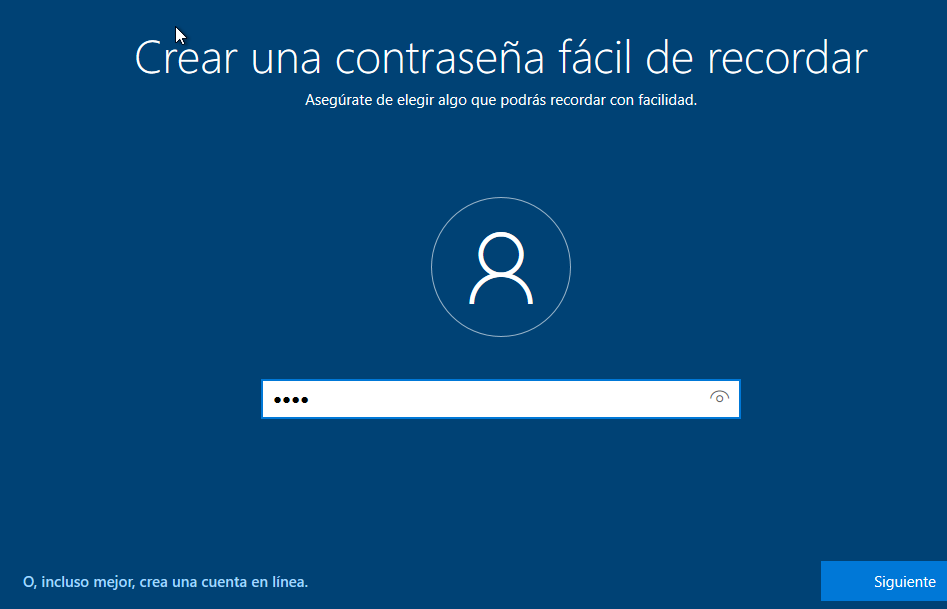 Crear una contraseña fácil de recordar
Asegúrate de elegir algo que podrás recordar con facilidad.
••••
O, incluso mejor, crea una cuenta en línea.
Siguiente